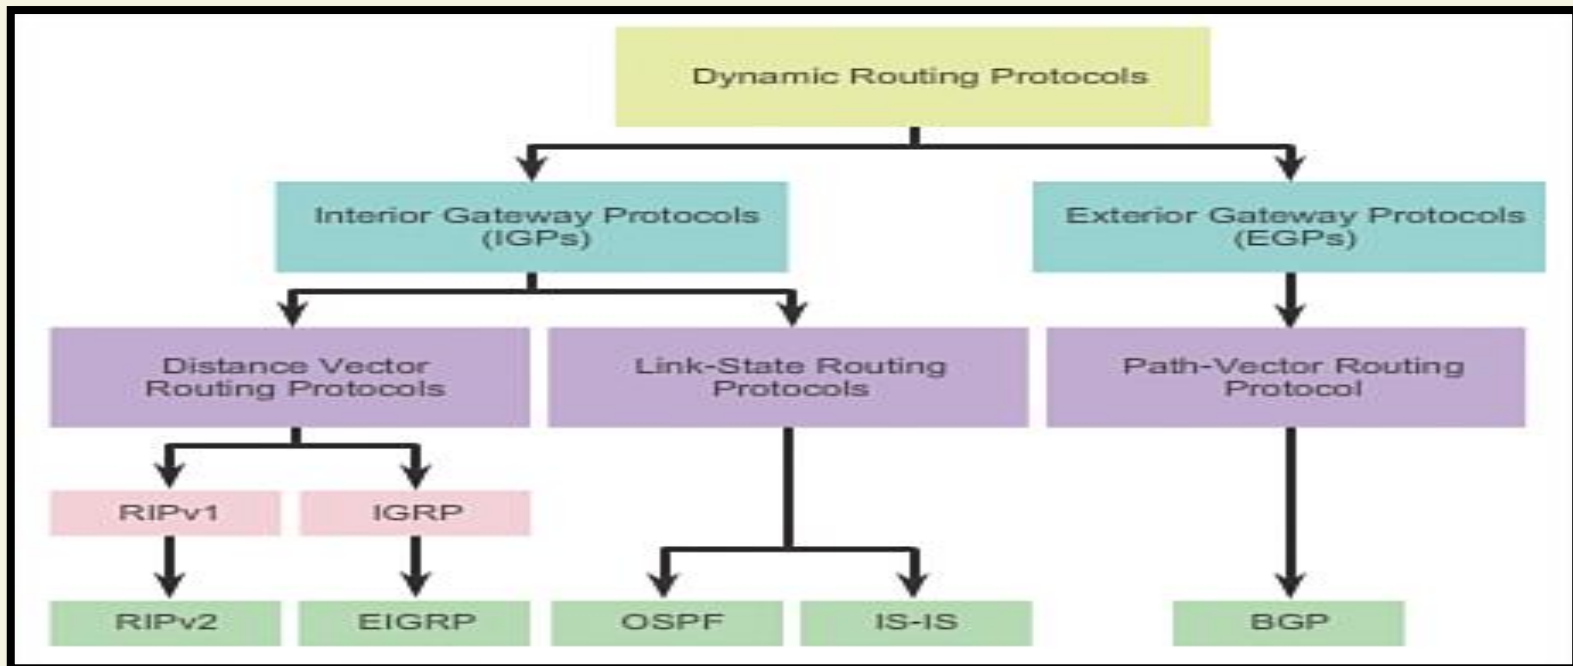 Dynamic Routing Protocols
Interior Gateway Protocols
(IGPs)
Exterior Gateway Protocols
(EGPs)
Distance Vector
Routing Protocols
Link-State Routing
Protocols
Path-Vector Routing
Protocol
RIPv1
IGRP
RIPv2
EIGRP
OSPF
IS-IS
BGP